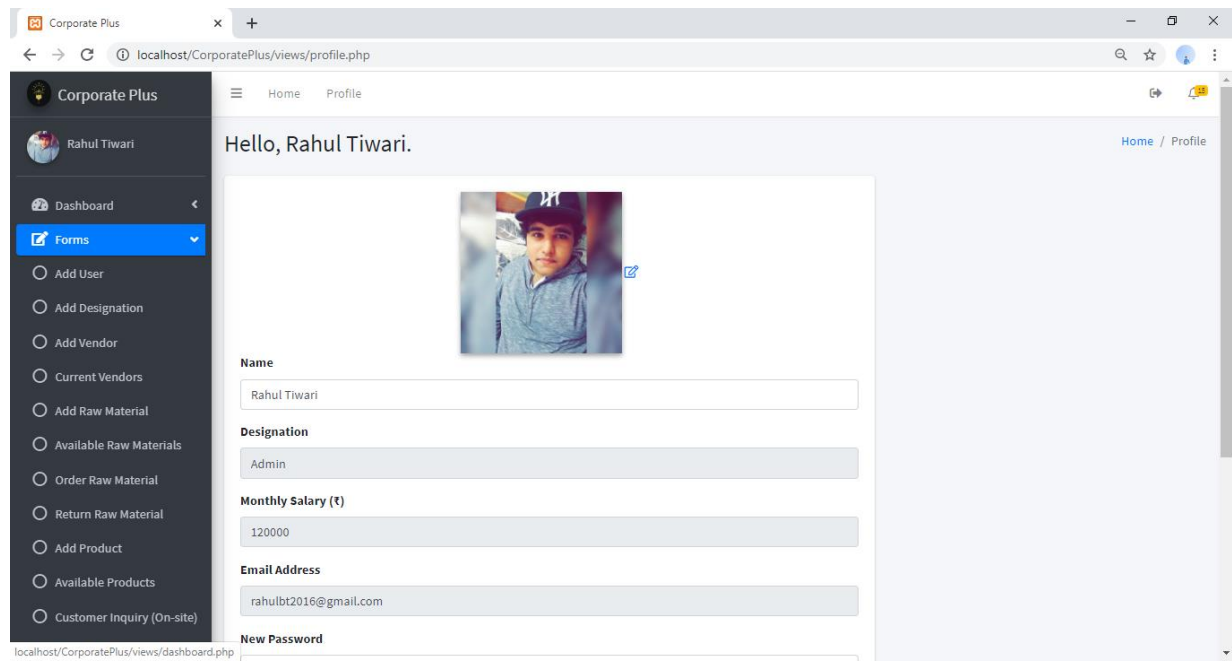 Corporate Plus
localhost/CorporatePlus/views/profile.php
Corporate Plus
Home Profile
Rahul Tiwari
Hello, Rahul Tiwari.
Home / Profile
Dashboard
Forms
Add User
Add Designation
Add Vendor
Current Vendors
Add Raw Material
Available Raw Materials
Order Raw Material
Return Raw Material
Add Product
Available Products
Customer Inquiry (On-site)
Name
Rahul Tiwari
Designation
Admin
Monthly Salary (₹)
120000
Email Address
rahulbt2016@gmail.com
New Password
localhost/CorporatePlus/views/dashboard.php